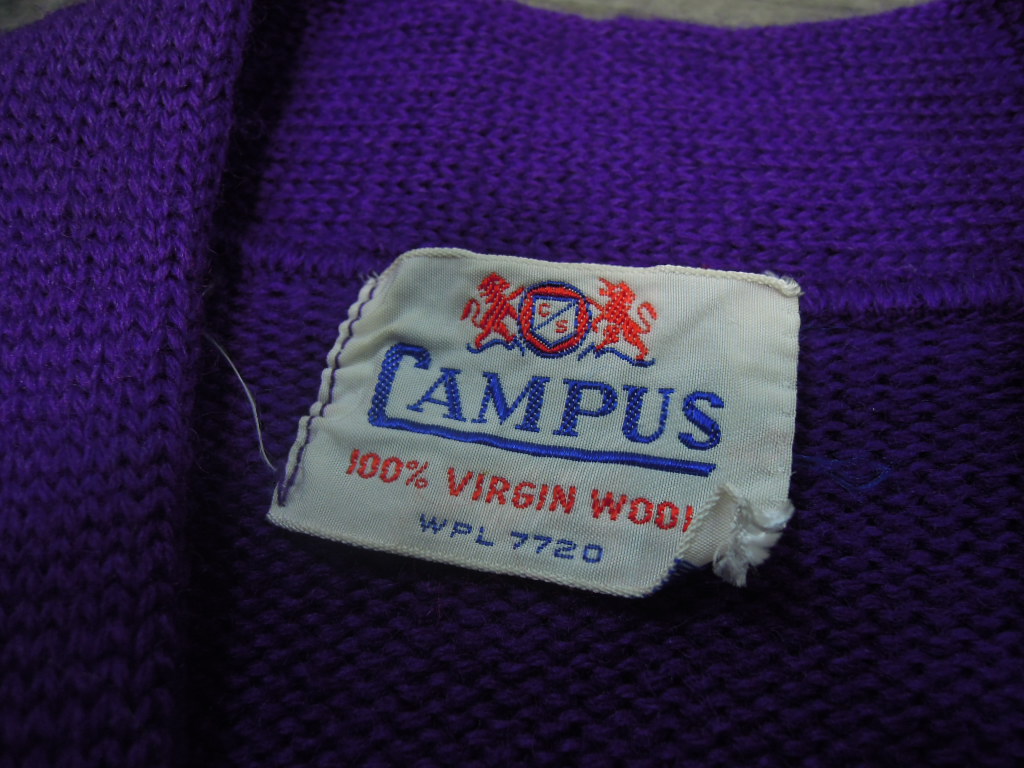 C S
CAMPUS
100% VIRGIN WOOL
WPL 7720